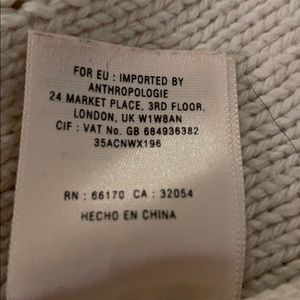 FOR EU : IMPORTED BY
ANTHROPOLOGIE
24 MARKET PLACE, 3RD FLOOR.
LONDON, UK W1W8AN
CIF : VAT No. GB 684936382
35ACNWX196
RN : 66170 CA : 32054
HECHO EN CHINA